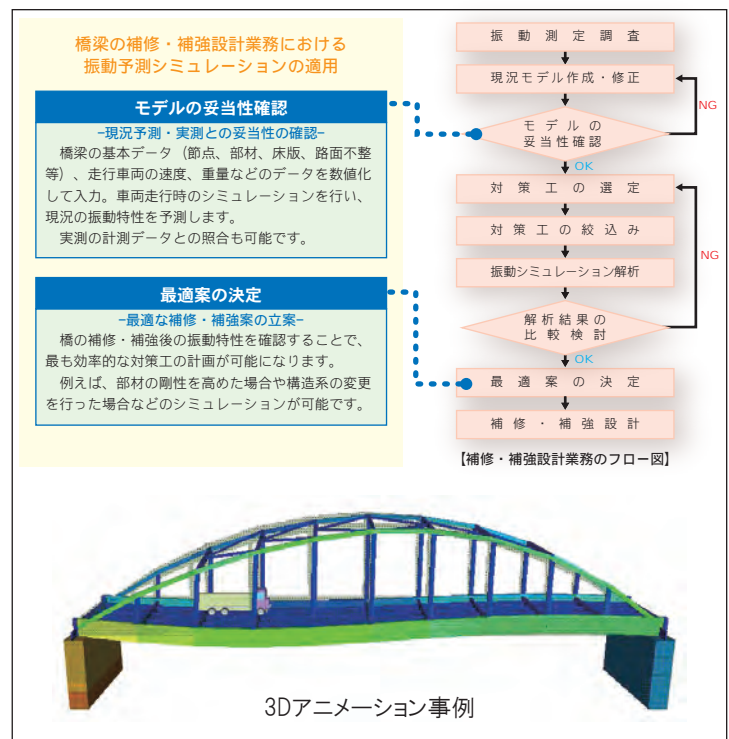 橋梁の補修・補強設計業務における
振動予測シミュレーションの適用
モデルの妥当性確認
−現況予測・実測との妥当性の確認−
橋梁の基本データ（節点、部材、床版、路面不整
等）、走行車両の速度、重量などのデータを数値化
して入力。車両走行時のシミュレーションを行い、
現況の振動特性を予測します。
実測の計測データとの照合も可能です。
最適案の決定
−最適な補修・補強案の立案−
橋の補修・補強後の振動特性を確認することで、
最も効率的な対策工の計画が可能になります。
例えば、部材の剛性を高めた場合や構造系の変更
を行った場合などのシミュレーションが可能です。
振動測定調査
現況モデル作成・修正
NG
モデルの
妥当性確認
OK
対策工の選定
対策工の絞込み
NG
振動シミュレーション解析
解析結果の
比較検討
OK
最適案の決定
補修・補強設計
【補修・補強設計業務のフロー図】
3Dアニメーション事例